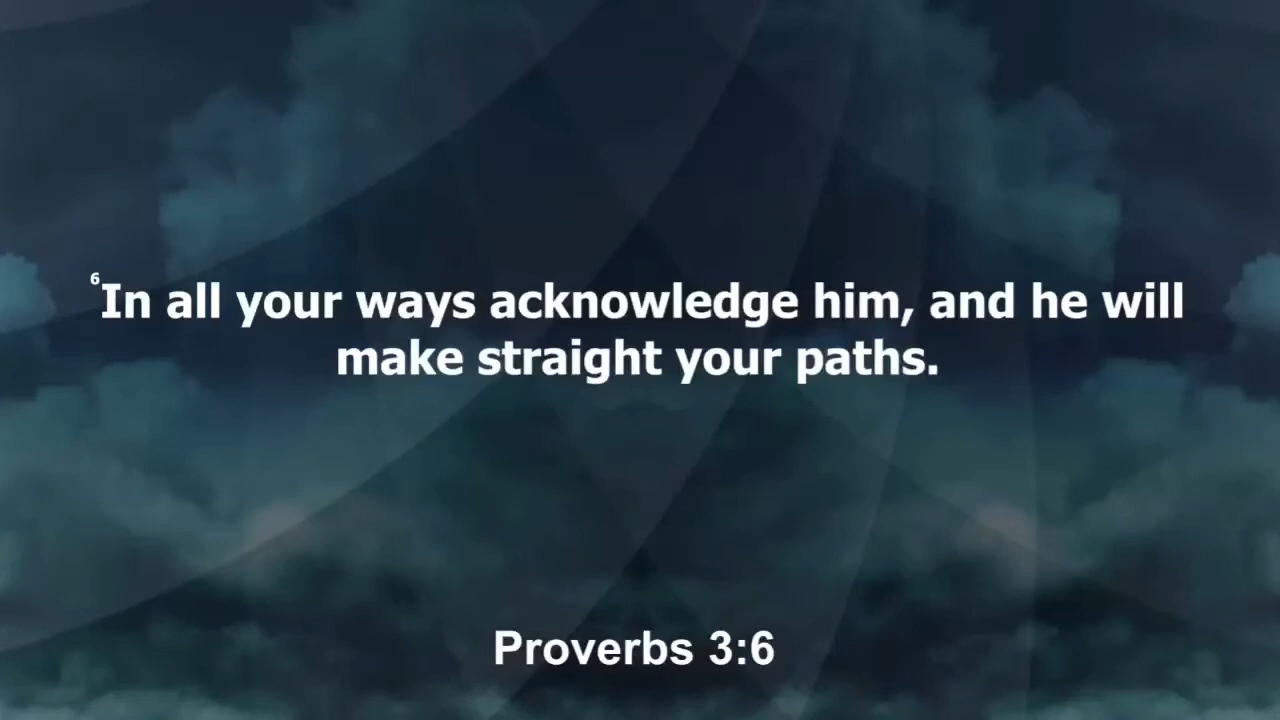 6In all your ways acknowledge him, and he will
make straight your paths.
Proverbs 3:6